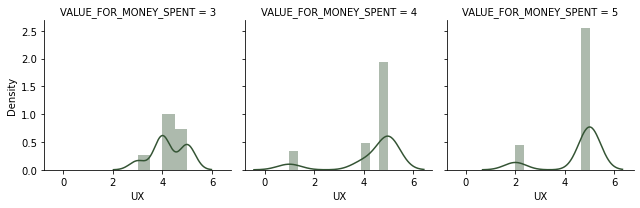 VALUE_FOR_MONEY_SPENT = 3
VALUE_FOR_MONEY_SPENT = 4
VALUE_FOR_MONEY_SPENT = 5
2.5
2.0
1.5
1.0
0.5
0.0
Density
0 2 4 6
0 2 4 6
0 2 4 6
UX
UX
UX